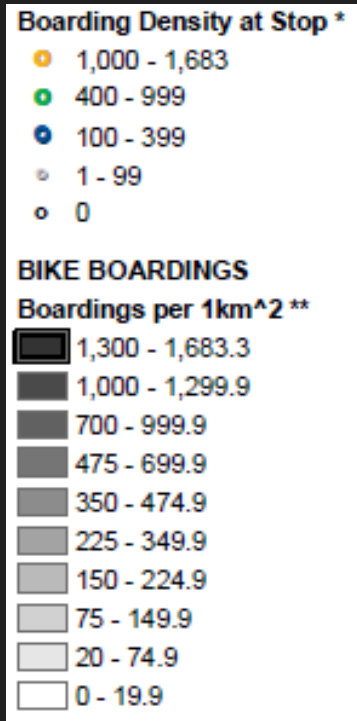 Boarding Density at Stop *
1,000 - 1,683
400 - 999
100 - 399
1 - 99
0
BIKE BOARDINGS
Boardings per 1km^2 **
1,300 - 1,683.3
1,000 - 1,299.9
700 - 999.9
475 - 699.9
350 - 474.9
225 - 349.9
150 - 224.9
75 - 149.9
20 - 74.9
0 - 19.9